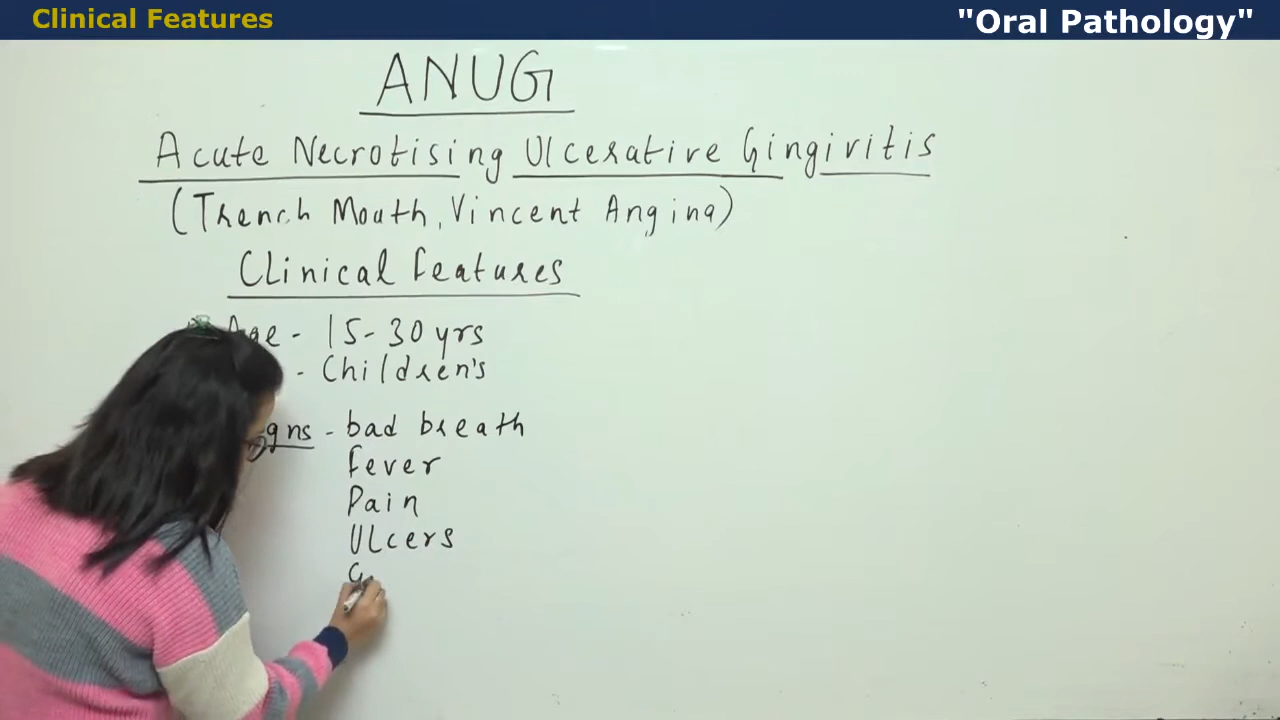 Clinical Features
"Oral Pathology"
ANUG
Acute Necrotising Ulcerative Gingivitis
(Trench Mouth, Vincent Angina)
Clinical Features
Age - 15-30 yrs
- Children's
- bad breath
Fever
Pain
Ulcers
G